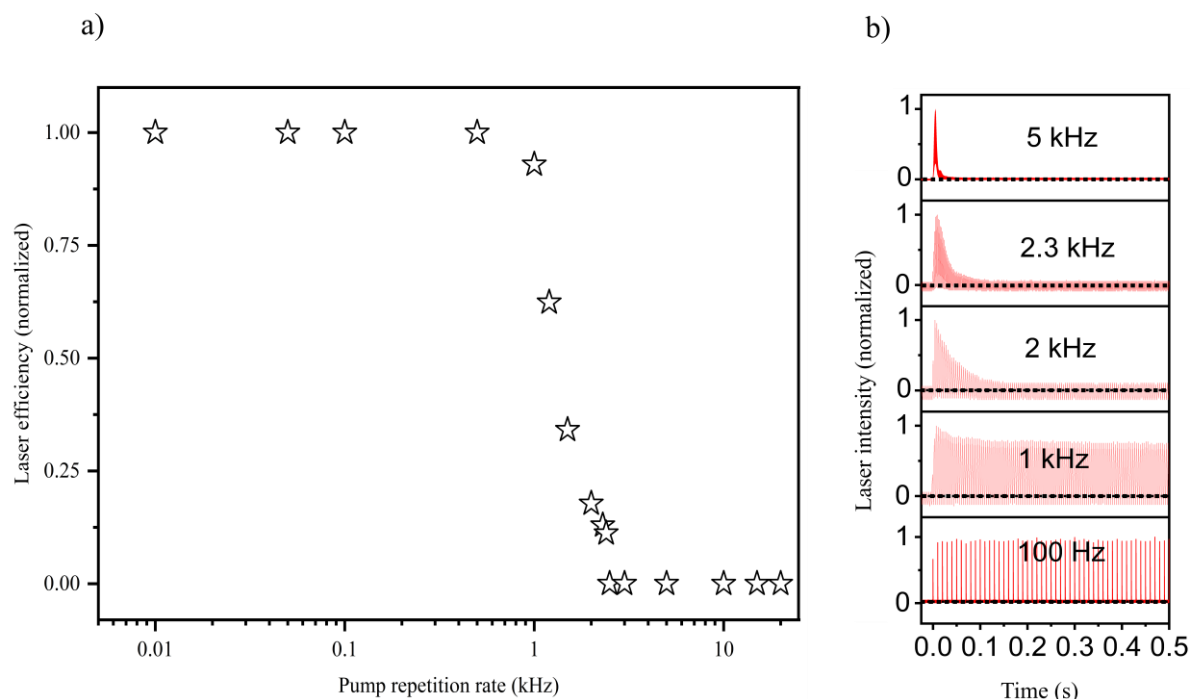 a)
b)
Laser efficiency (normalized)
1.00
0.75
0.50
0.25
0.00
0.01
0.1
1
10
Pump repetition rate (kHz)
Laser intensity (normalized)
1
0
5 kHz
1
0
2.3 kHz
1
0
2 kHz
1
0
1 kHz
1
0
100 Hz
0.0 0.1 0.2 0.3 0.4 0.5
Time (s)